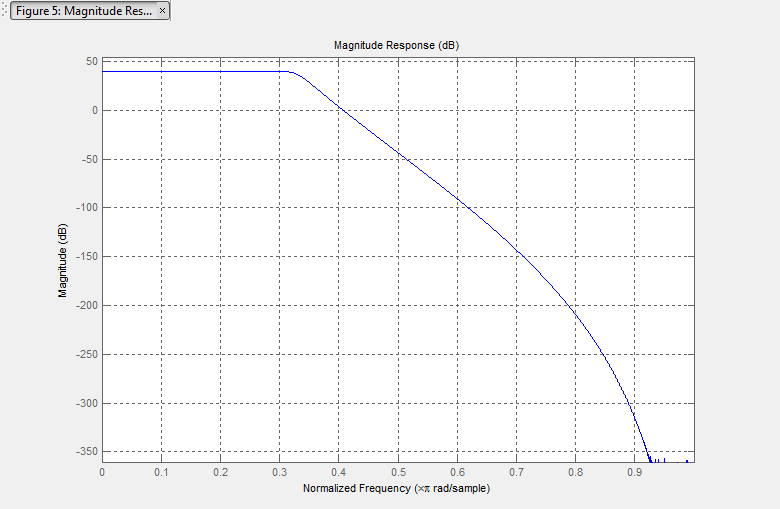 Figure 5: Magnitude Res... ×
Magnitude Response (dB)
50
0
-50
-100
-150
-200
-250
-300
-350
Magnitude (dB)
0 0.1 0.2 0.3 0.4 0.5 0.6 0.7 0.8 0.9
Normalized Frequency (×π rad/sample)